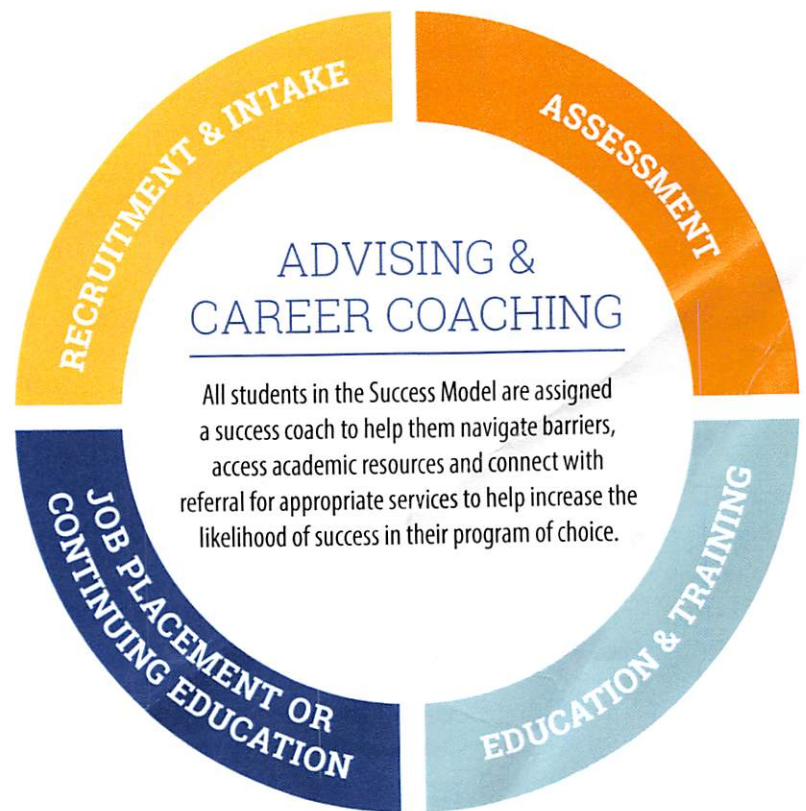 RECRUITMENT & INTAKE
ASSESSMENT
ADVISING &
CAREER COACHING
All students in the Success Model are assigned
a success coach to help them navigate barriers,
access academic resources and connect with
referral for appropriate services to help increase the
likelihood of success in their program of choice.
JOB PLACEMENT OR
CONTINUING EDUCATION
EDUCATION & TRAINING